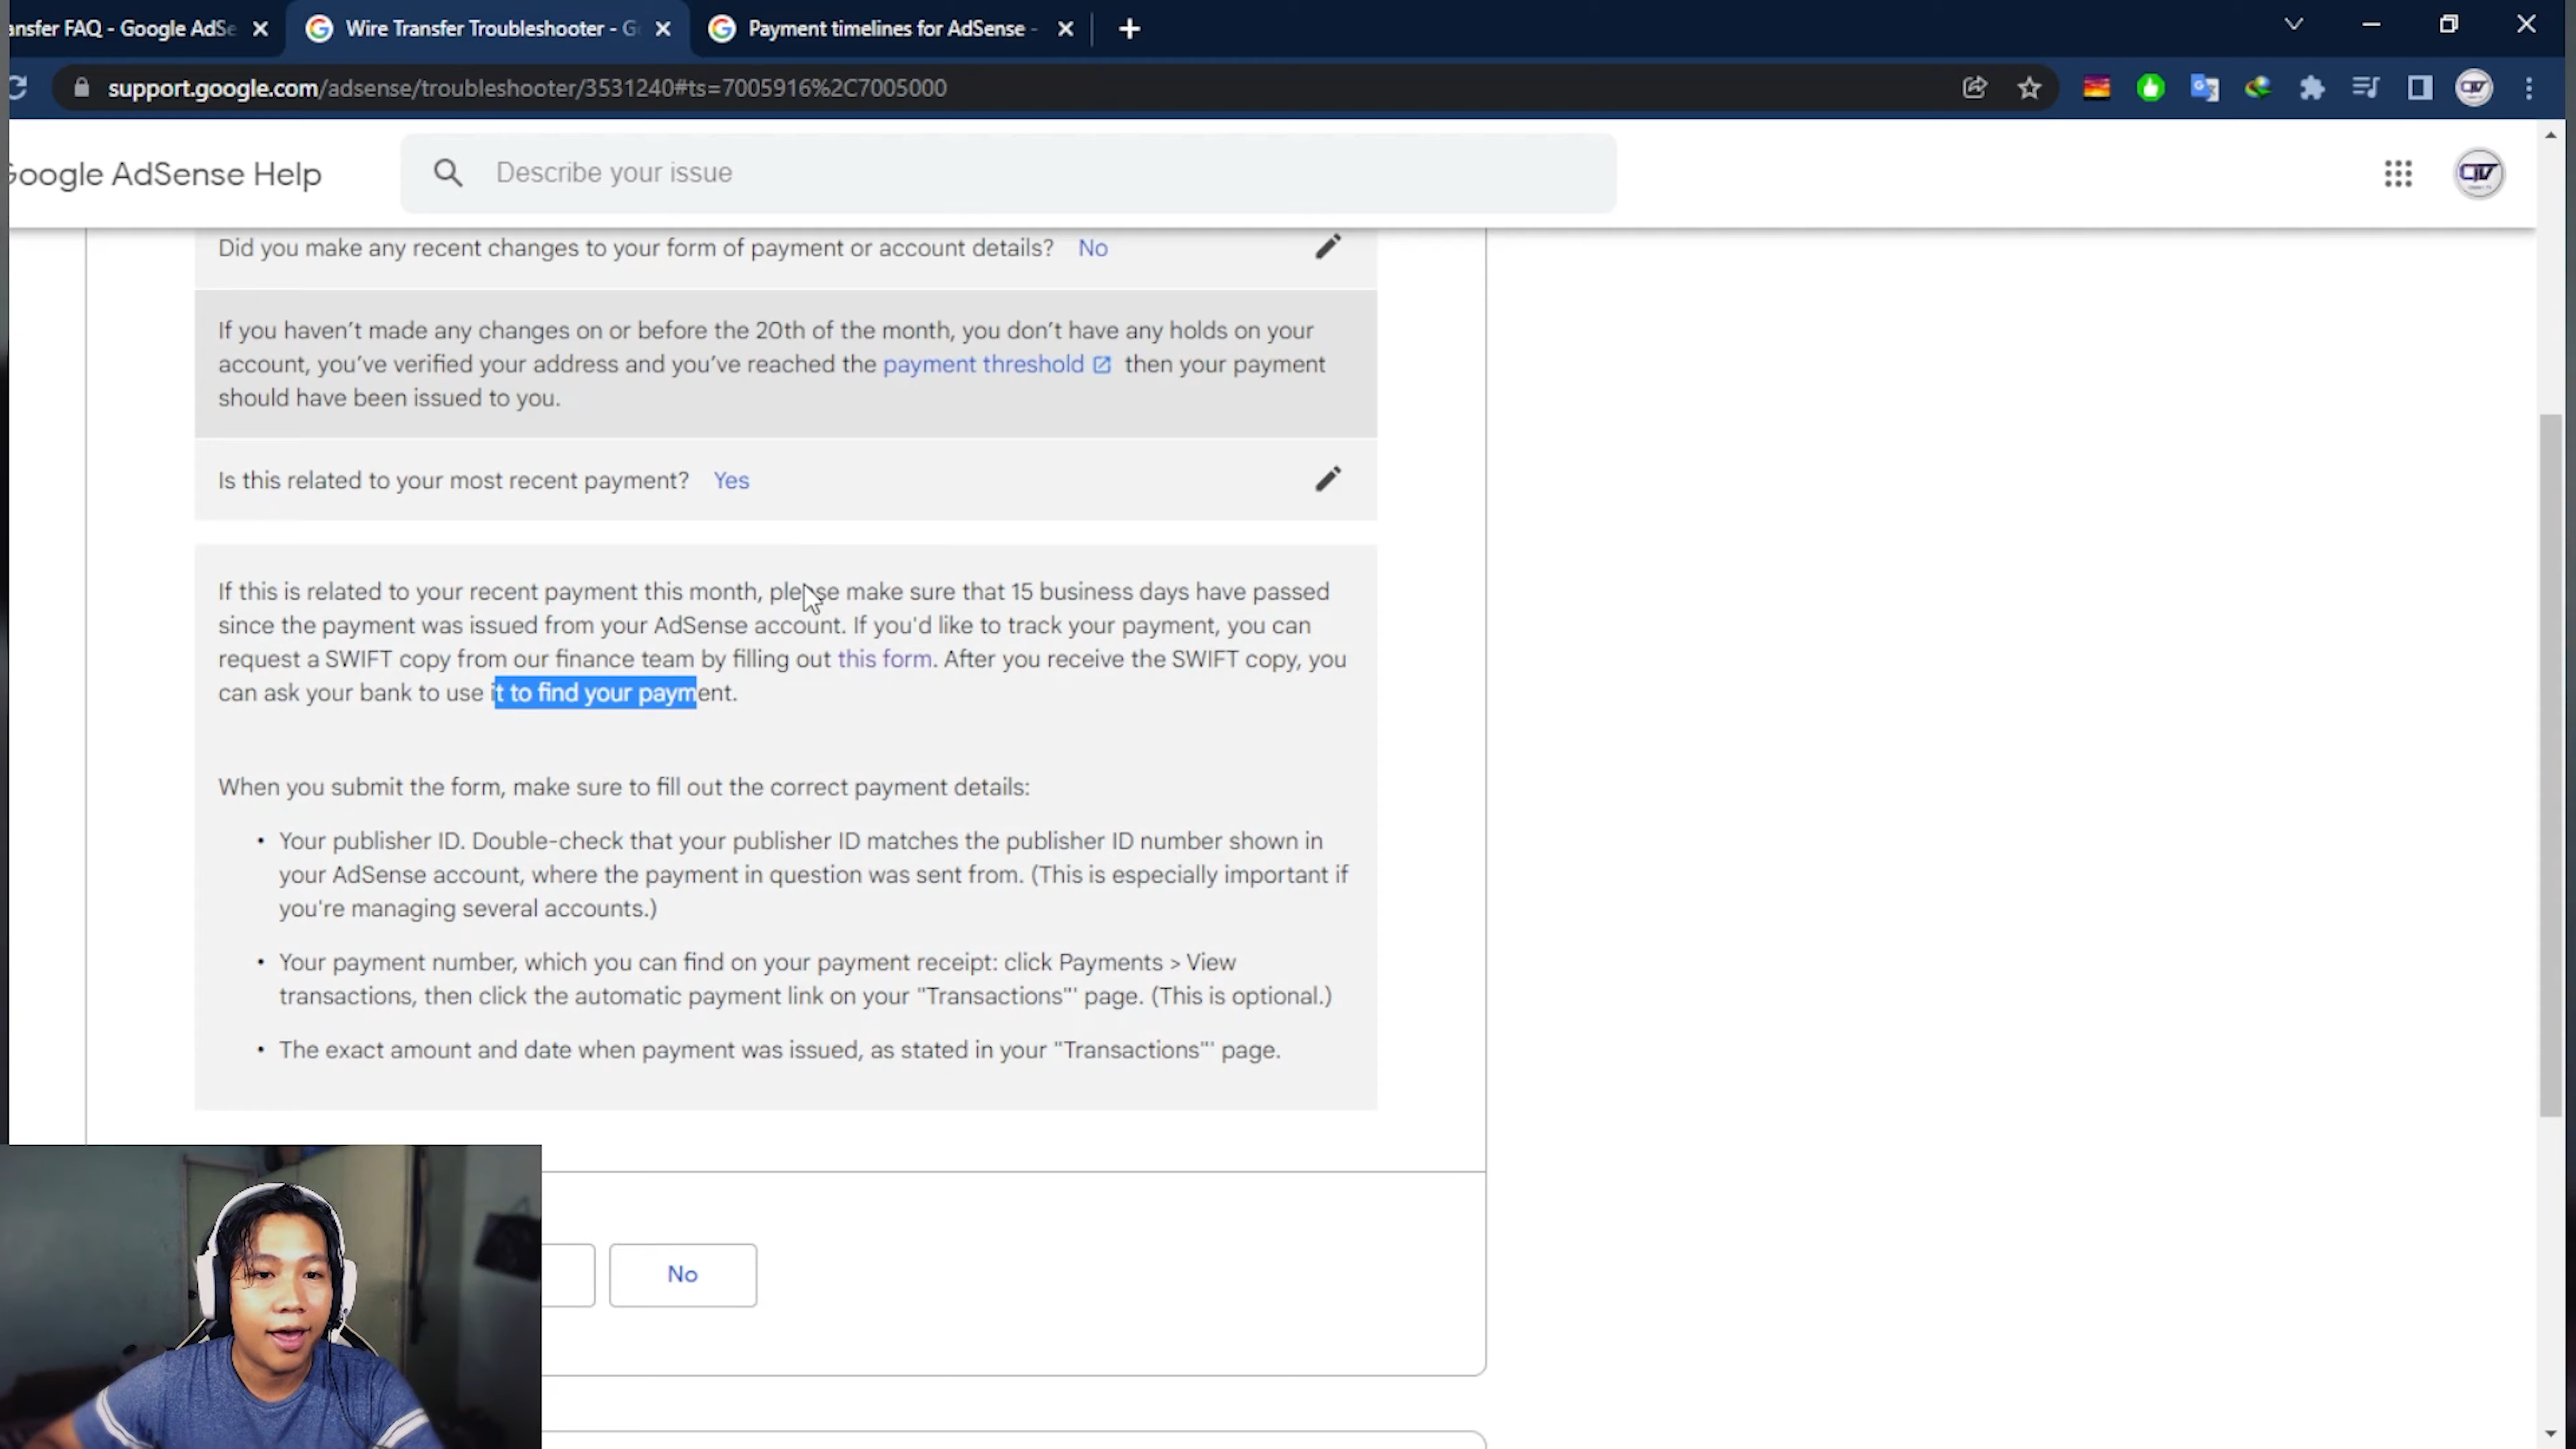 ansfer FAQ - Google AdSe
Wire Transfer Troubleshooter - G
Payment timelines for AdSense -
support.google.com/adsense/troubleshooter/3531240#ts=7005916%2C7005000
Google AdSense Help
Describe your issue
Did you make any recent changes to your form of payment or account details? No
If you haven't made any changes on or before the 20th of the month, you don't have any holds on your
account, you've verified your address and you've reached the payment threshold then your payment
should have been issued to you.
Is this related to your most recent payment? Yes
If this is related to your recent payment this month, please make sure that 15 business days have passed
since the payment was issued from your AdSense account. If you'd like to track your payment, you can
request a SWIFT copy from our finance team by filling out this form. After you receive the SWIFT copy, you
can ask your bank to use it to find your payment.
When you submit the form, make sure to fill out the correct payment details:
• Your publisher ID. Double-check that your publisher ID matches the publisher ID number shown in
your AdSense account, where the payment in question was sent from. (This is especially important if
you're managing several accounts.)
• Your payment number, which you can find on your payment receipt: click Payments > View
transactions, then click the automatic payment link on your "Transactions"' page. (This is optional.)
• The exact amount and date when payment was issued, as stated in your "Transactions"' page.
No